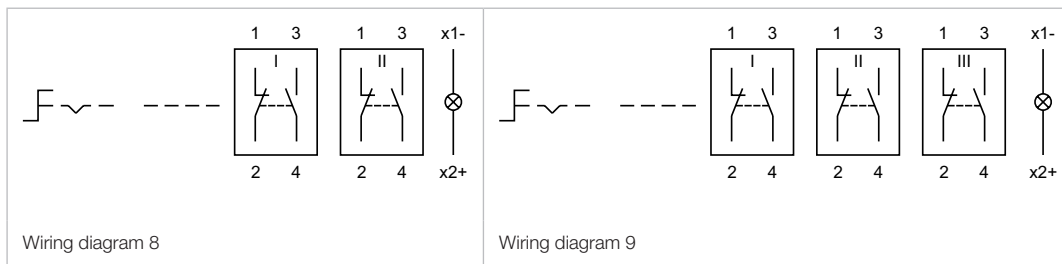 1 3 1 3 x1-
I II
2 4 2 4 x2+
Wiring diagram 8
1 3 1 3 1 3 x1-
I II III
2 4 2 4 2 4 x2+
Wiring diagram 9